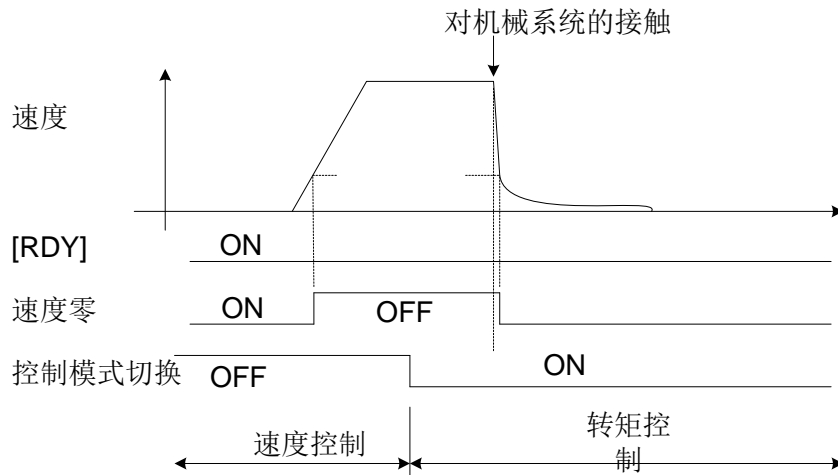 对机械系统的接触
速度
[RDY]
ON
速度零
ON
OFF
控制模式切换
OFF
ON
速度控制
转矩控
制